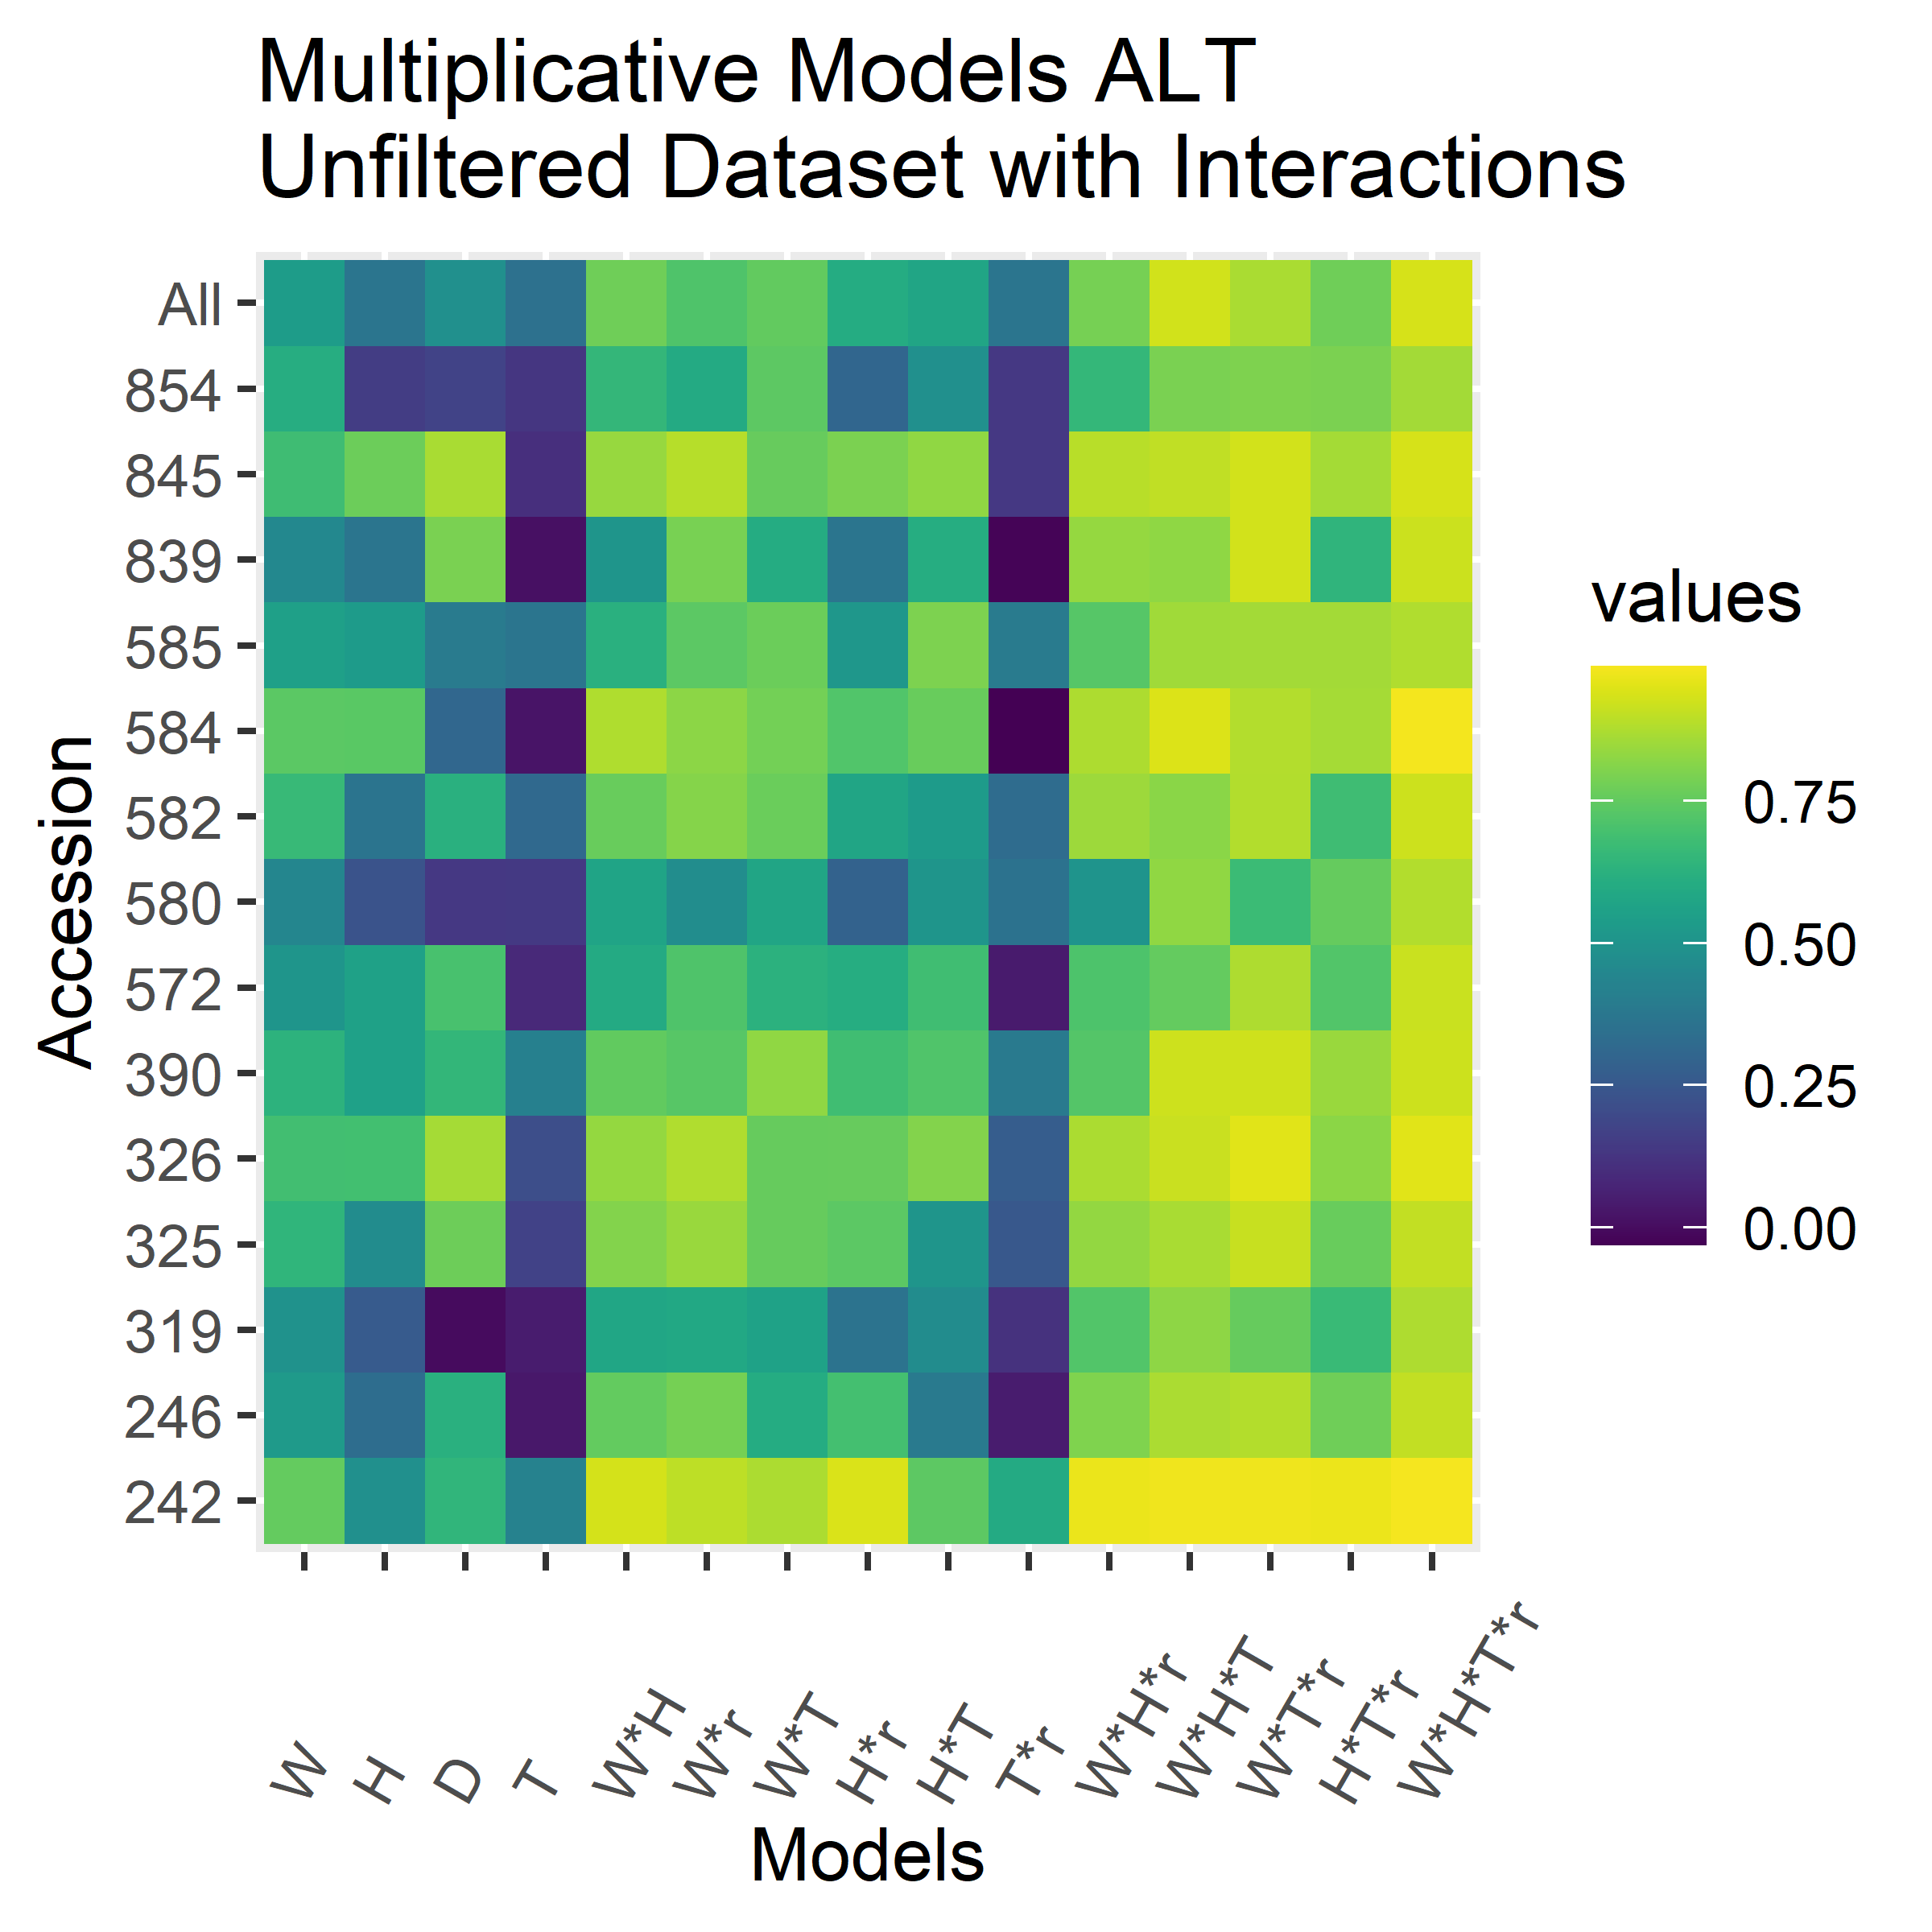 Multiplicative Models ALT
Unfiltered Dataset with Interactions
Accession
All
854
845
839
585
584
582
580
572
390
326
325
319
246
242
W
H
D
T
W*H
W*r
W*T
H*r
H*T
T*r
W*H*r
W*H*T
W*T*r
H*T*r
W*H*T*r
Models
values
0.75
0.50
0.25
0.00